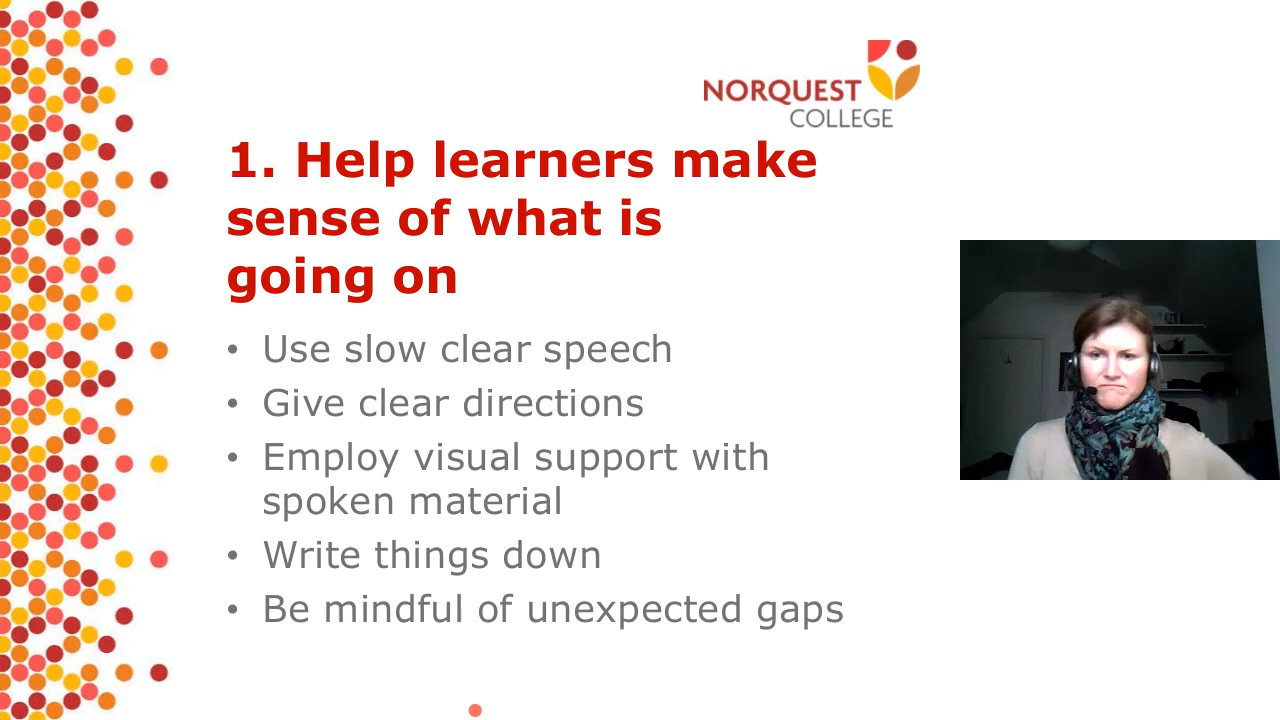 NORQUEST
COLLEGE
1. Help learners make
sense of what is
going on
• Use slow clear speech
• Give clear directions
• Employ visual support with
spoken material
• Write things down
• Be mindful of unexpected gaps